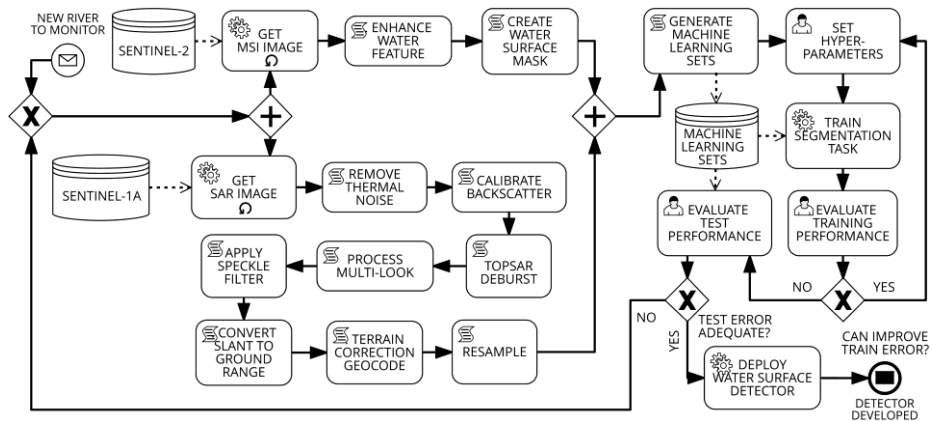 NEW RIVER
TO MONITOR
SENTINEL-2
GET
MSI IMAGE
ENHANCE
WATER
FEATURE
CREATE
WATER
SURFACE
MASK
GENERATE
MACHINE
LEARNING
SETS
SET
HYPER-
PARAMETERS
MACHINE
LEARNING
SETS
TRAIN
SEGMENTATION
TASK
SENTINEL-1A
GET
SAR IMAGE
REMOVE
THERMAL
NOISE
CALIBRATE
BACKSCATTER
EVALUATE
TEST
PERFORMANCE
EVALUATE
TRAINING
PERFORMANCE
APPLY
SPECKLE
FILTER
PROCESS
MULTI-LOOK
TOPSAR
DEBURST
NO
YES
NO
TEST ERROR
ADEQUATE?
YES
CAN IMPROVE
TRAIN ERROR?
CONVERT
SLANT TO
GROUND
RANGE
TERRAIN
CORRECTION
GEOCODE
RESAMPLE
DEPLOY
WATER SURFACE
DETECTOR
DETECTOR
DEVELOPED